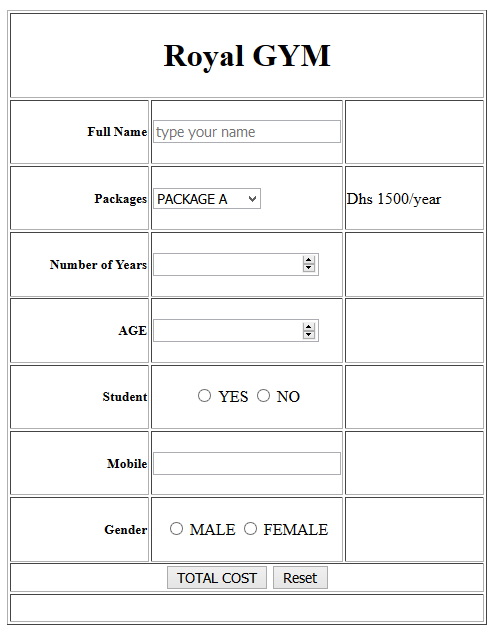 Royal GYM
Full Name type your name
Packages PACKAGE A Dhs 1500/year
Number of Years
AGE
Student YES NO
Mobile
Gender MALE FEMALE
TOTAL COST Reset